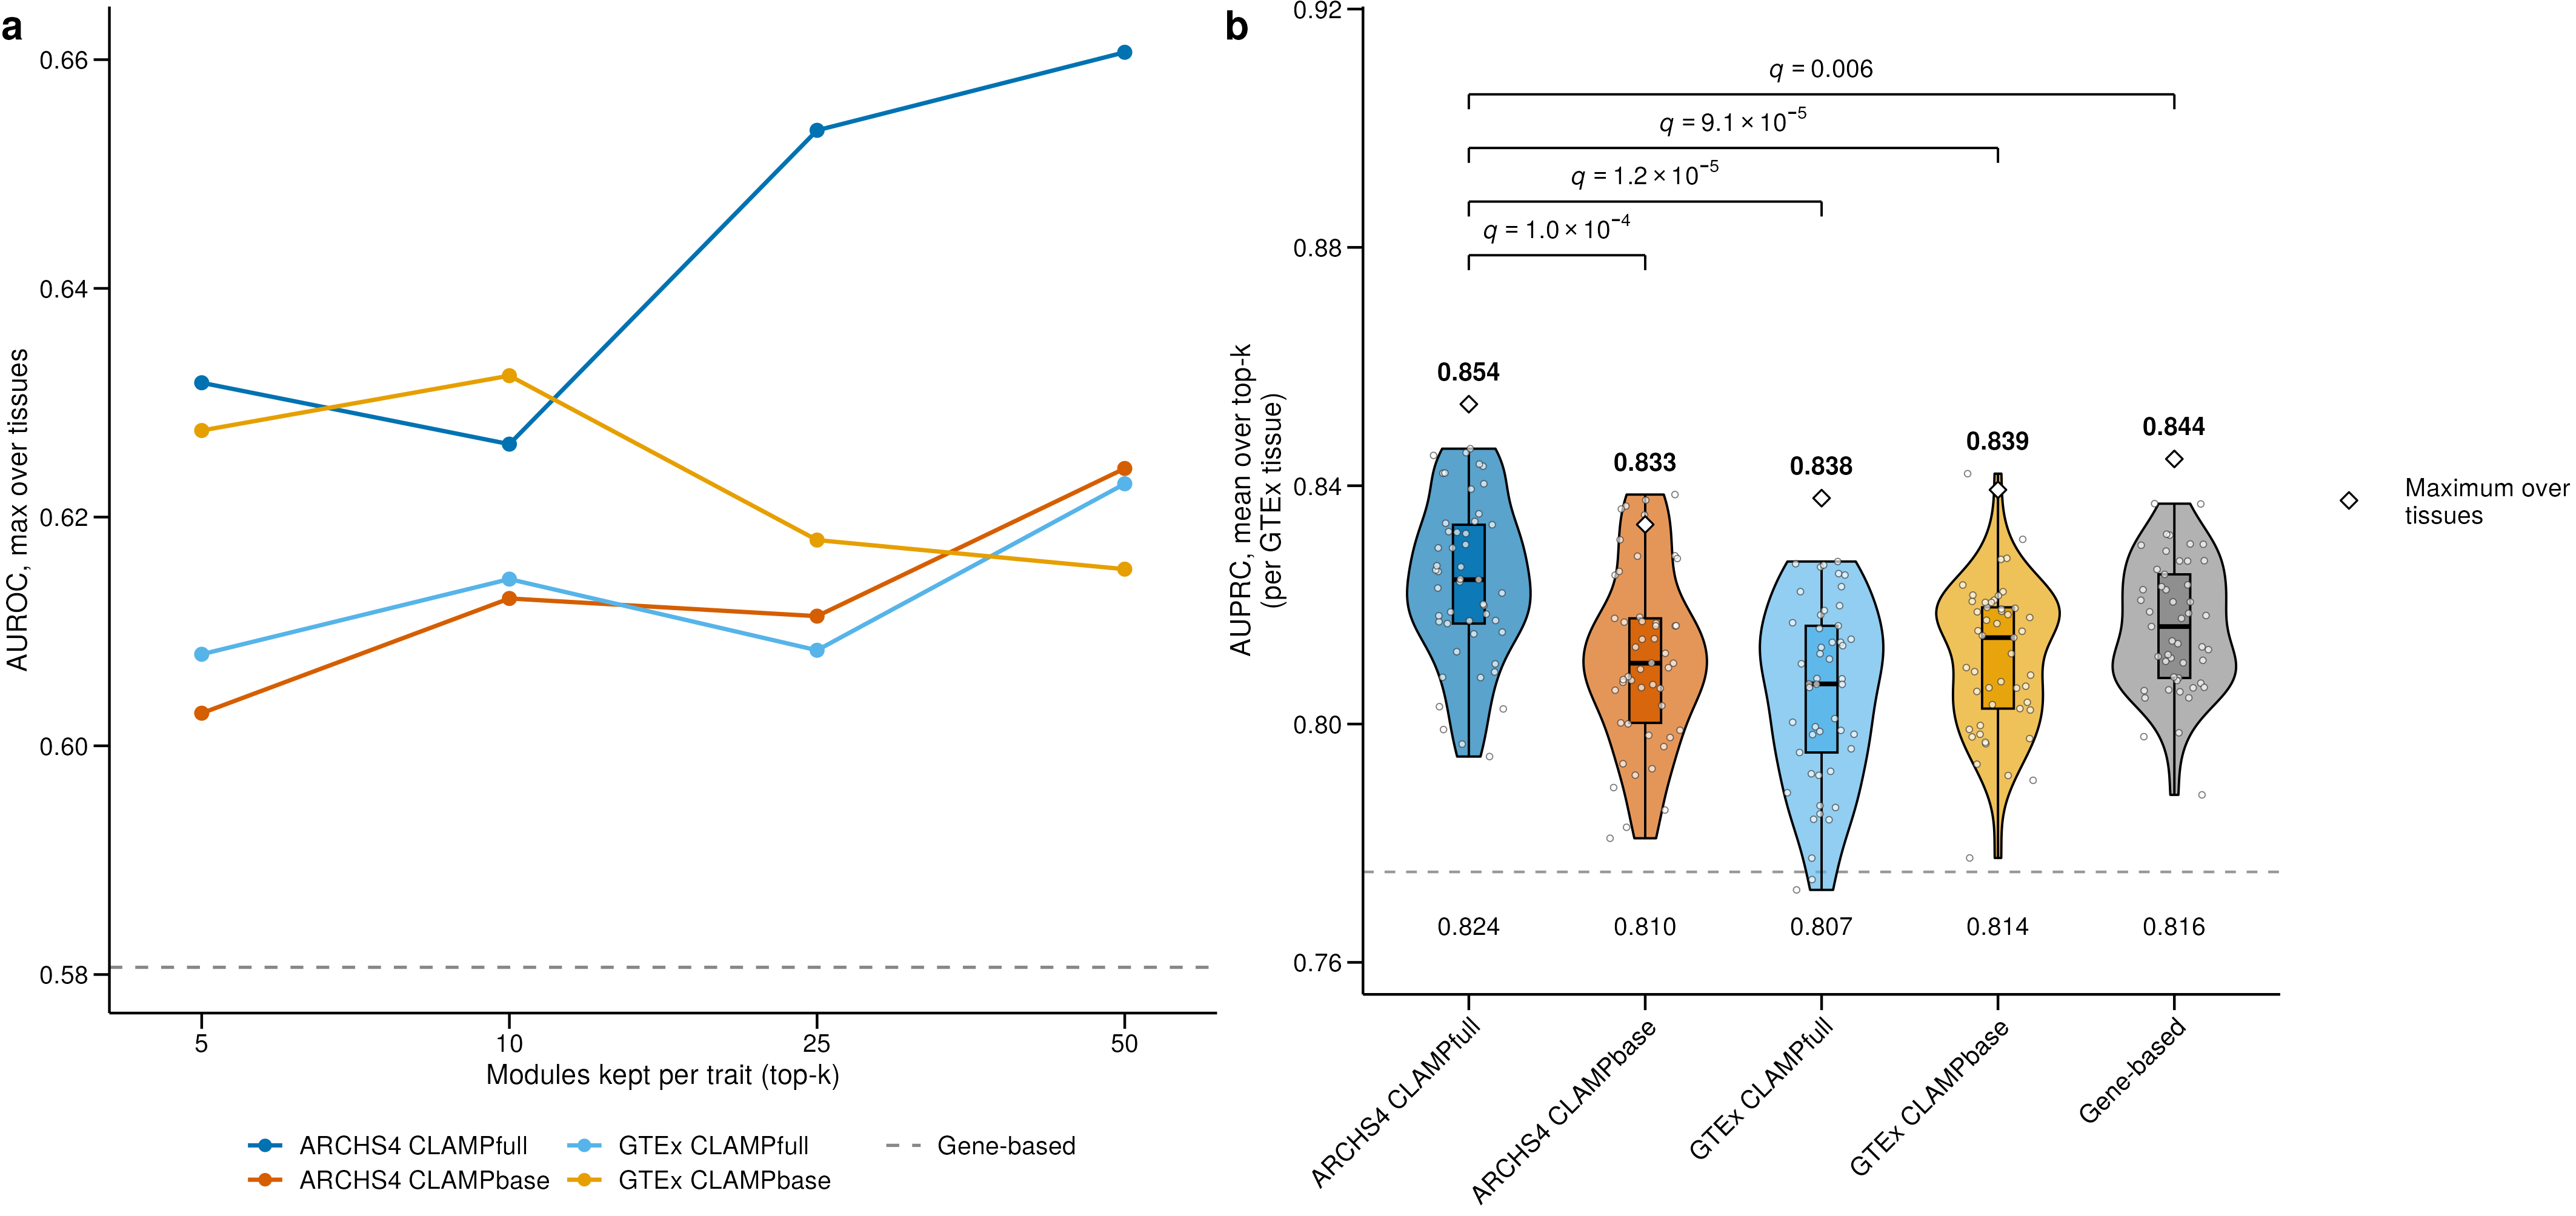 a
0.66
0.64
0.62
0.60
0.58
AUROC, max over tissues
5
10
25
50
Modules kept per trait (top-k)
ARCHS4 CLAMPfull
ARCHS4 CLAMPbase
GTEx CLAMPfull
GTEx CLAMPbase
Gene-based
b
0.92
0.88
0.84
0.80
0.76
AUPRC, mean over top-k
(per GTEx tissue)
q = 0.006
q = 9.1 × 10⁻⁵
q = 1.2 × 10⁻⁵
q = 1.0 × 10⁻⁴
0.854
0.833
0.838
0.839
0.844
0.824
0.810
0.807
0.814
0.816
ARCHS4 CLAMPfull
ARCHS4 CLAMPbase
GTEx CLAMPfull
GTEx CLAMPbase
Gene-based
Maximum over
tissues